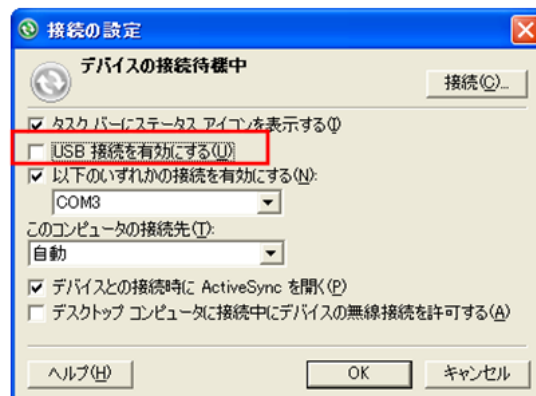 接続の設定
デバイスの接続待機中
接続(C)...
タスク バーにステータス アイコンを表示する(I)
USB 接続を有効にする(U)
以下のいずれかの接続を有効にする(N):
COM3
このコンピュータの接続先(T):
自動
デバイスとの接続時に ActiveSync を開く(P)
デスクトップ コンピュータに接続中にデバイスの無線接続を許可する(A)
ヘルプ(H) OK キャンセル